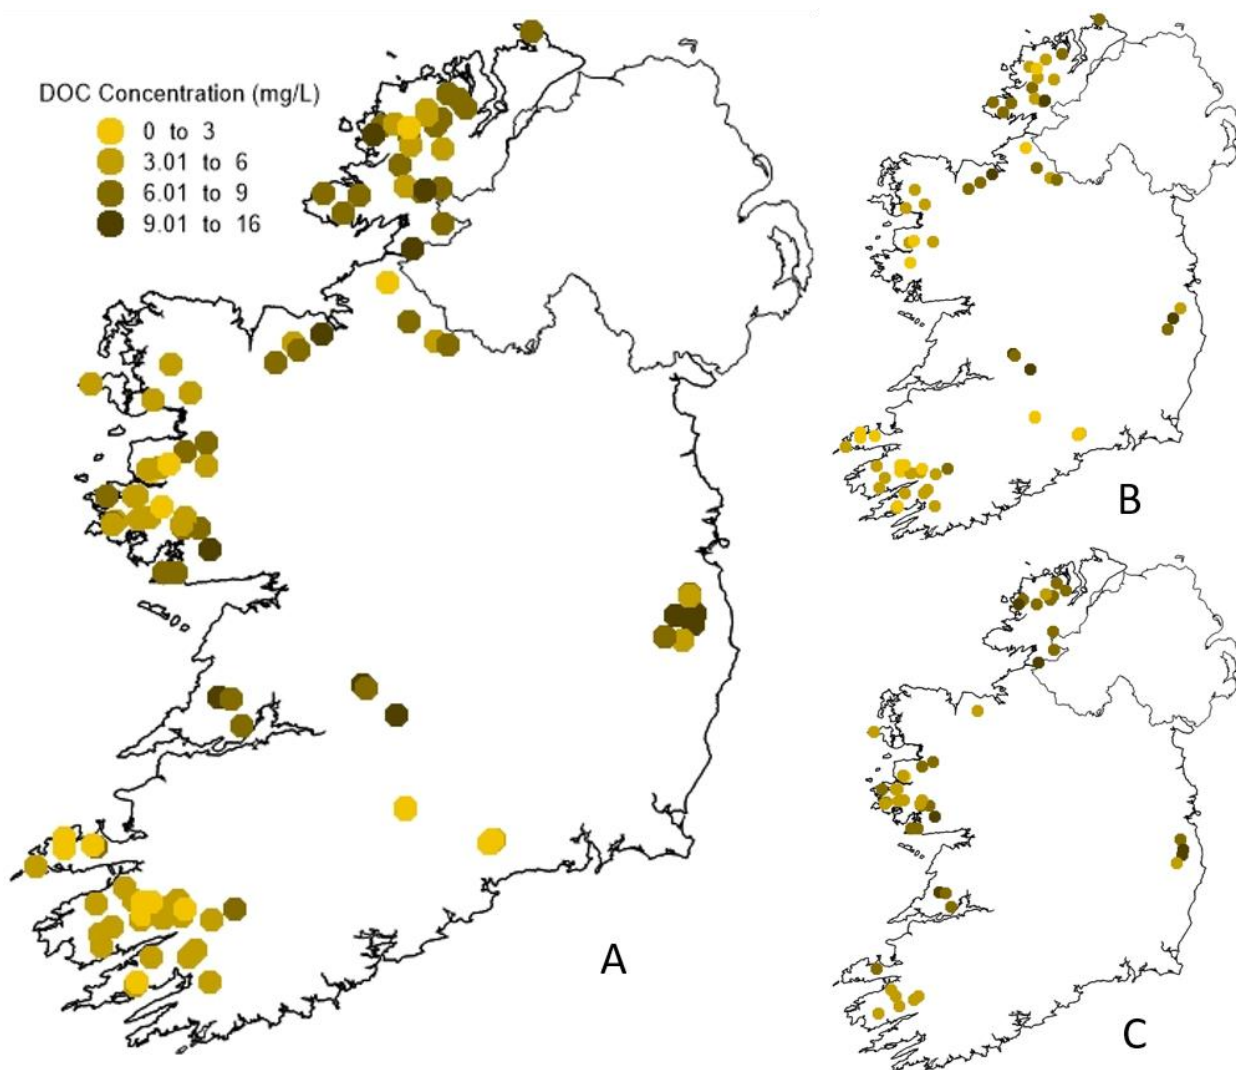 DOC Concentration (mg/L)
0 to 3
3.01 to 6
6.01 to 9
9.01 to 16
A
B
C